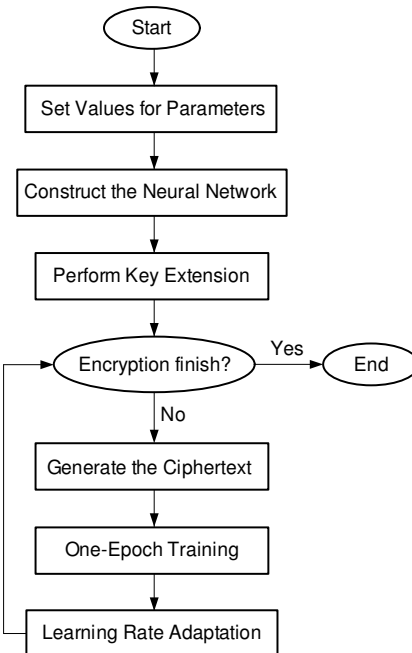 Start
Set Values for Parameters
Construct the Neural Network
Perform Key Extension
Encryption finish?
Yes
End
No
Generate the Ciphertext
One-Epoch Training
Learning Rate Adaptation